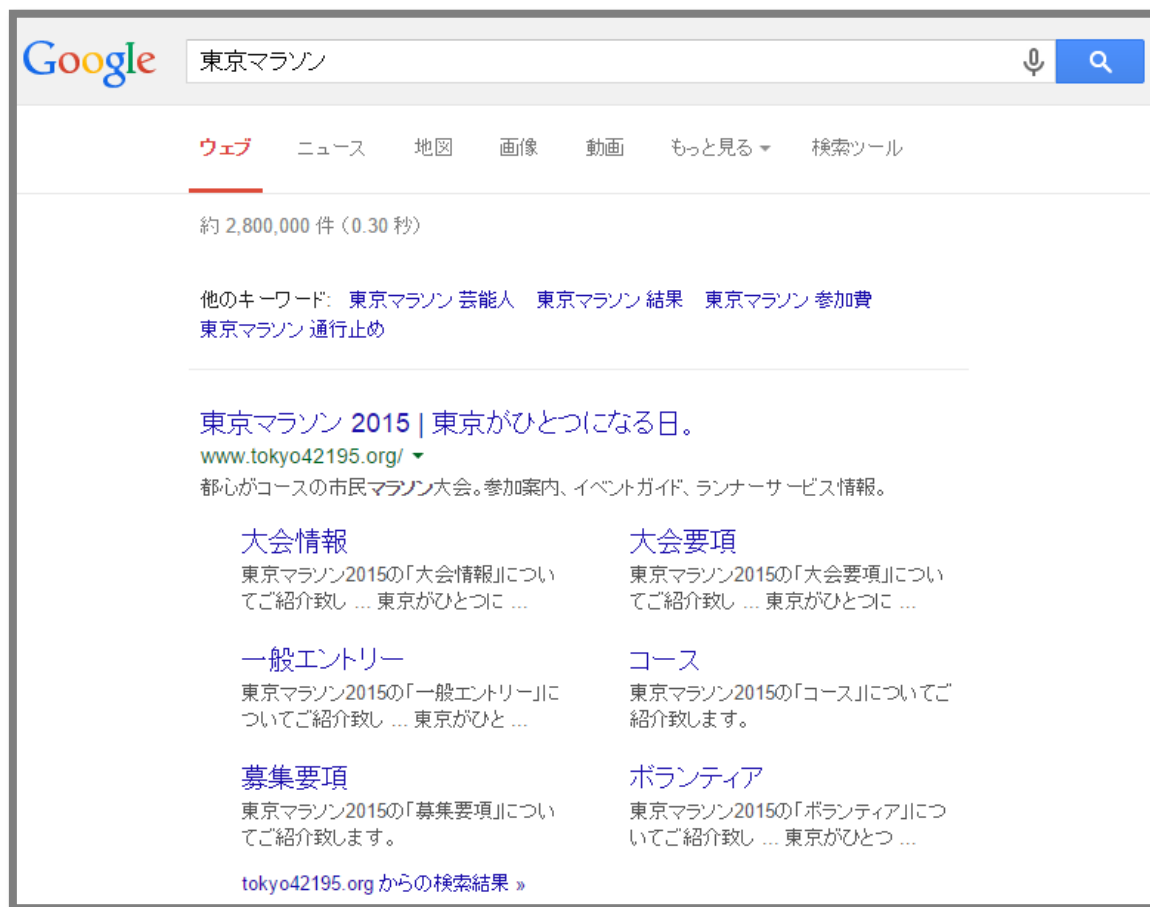 Google 東京マラソン
ウェブ ニュース 地図 画像 動画 もっと見る 検索ツール
約 2,800,000 件 (0.30 秒)
他のキーワード: 東京マラソン 芸能人 東京マラソン 結果 東京マラソン 参加費
東京マラソン 通行止め
東京マラソン 2015 | 東京がひとつになる日。
www.tokyo42195.org/
都心がコースの市民マラソン大会。参加案内、イベントガイド、ランナーサービス情報。
大会情報
東京マラソン2015の「大会情報」につい
てご紹介致し ... 東京がひとつに ...
大会要項
東京マラソン2015の「大会要項」につい
てご紹介致し ... 東京がひとつに ...
一般エントリー
東京マラソン2015の「一般エントリー」に
ついてご紹介致し ... 東京がひと ...
コース
東京マラソン2015の「コース」についてご
紹介致します。
募集要項
東京マラソン2015の「募集要項」につい
てご紹介致します。
ボランティア
東京マラソン2015の「ボランティア」につ
いてご紹介致し ... 東京がひとつ ...
tokyo42195.org からの検索結果 »